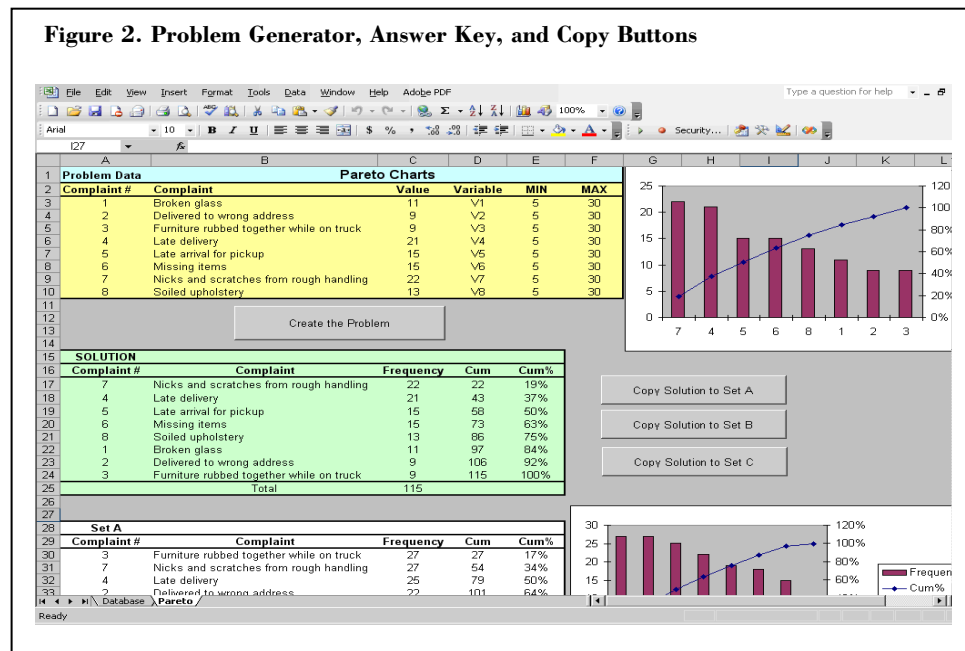 Figure 2. Problem Generator, Answer Key, and Copy Buttons
File Edit View Insert Format Tools Data Window Help Adobe PDF Type a question for help
Arial 10 B I U $ % , 100% Security...
I27 fx
A B C D E F G H I J K L
1 Problem Data Pareto Charts
2 Complaint # Complaint Value Variable MIN MAX
3 1 Broken glass 11 V1 5 30
4 2 Delivered to wrong address 9 V2 5 30
5 3 Furniture rubbed together while on truck 9 V3 5 30
6 4 Late delivery 21 V4 5 30
7 5 Late arrival for pickup 15 V5 5 30
8 6 Missing items 15 V6 5 30
9 7 Nicks and scratches from rough handling 22 V7 5 30
10 8 Soiled upholstery 13 V8 5 30
11
12
13
Create the Problem
14
25 20 15 10 5 0
120 100 80% 60% 40% 20% 0%
7 4 5 6 8 1 2 3
15 SOLUTION
16 Complaint # Complaint Frequency Cum Cum%
17 7 Nicks and scratches from rough handling 22 22 19%
18 4 Late delivery 21 43 37%
19 5 Late arrival for pickup 15 58 50%
20 6 Missing items 15 73 63%
21 8 Soiled upholstery 13 86 75%
22 1 Broken glass 11 97 84%
23 2 Delivered to wrong address 9 106 92%
24 3 Furniture rubbed together while on truck 9 115 100%
25 Total 115
Copy Solution to Set A
Copy Solution to Set B
Copy Solution to Set C
26
27
28 Set A
29 Complaint # Complaint Frequency Cum Cum%
30 3 Furniture rubbed together while on truck 27 27 17%
31 7 Nicks and scratches from rough handling 27 54 34%
32 4 Late delivery 25 79 50%
33 2 Delivered to wrong address 22 101 64%
30 25 20 15
120% 100% 80% 60%
Frequen
Cum%
Database Pareto
Ready